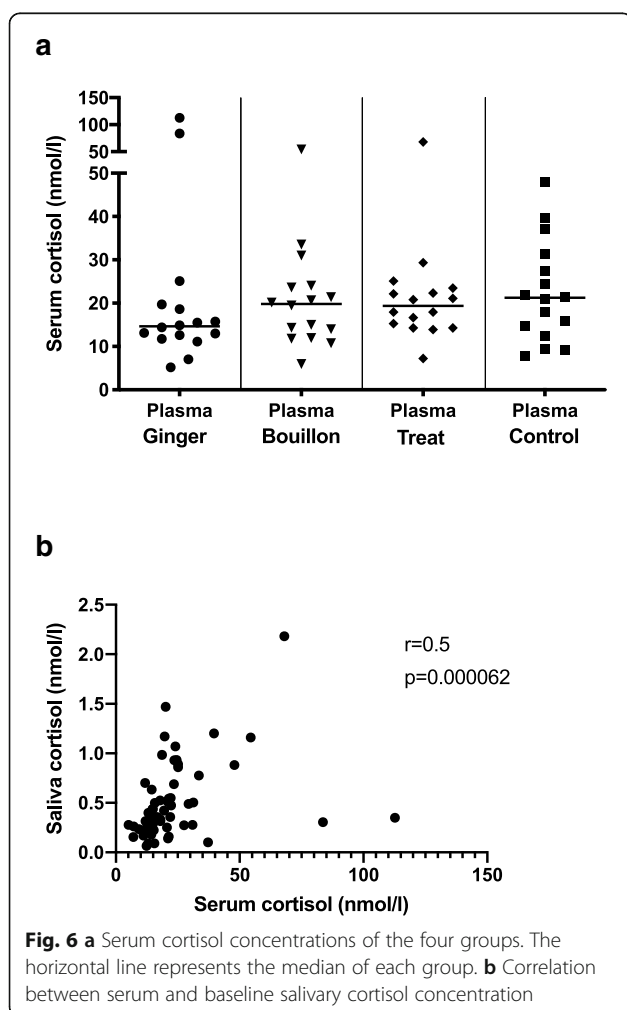 a
Serum cortisol (nmol/l)
150
100
50
50
40
30
20
10
0
Plasma Plasma Plasma Plasma
Ginger Bouillon Treat Control
b
Saliva cortisol (nmol/l)
2.5
2.0
1.5
1.0
0.5
0.0
r=0.5
p=0.000062
0 50 100 150
Serum cortisol (nmol/l)
Fig. 6 a Serum cortisol concentrations of the four groups. The
horizontal line represents the median of each group. b Correlation
between serum and baseline salivary cortisol concentration